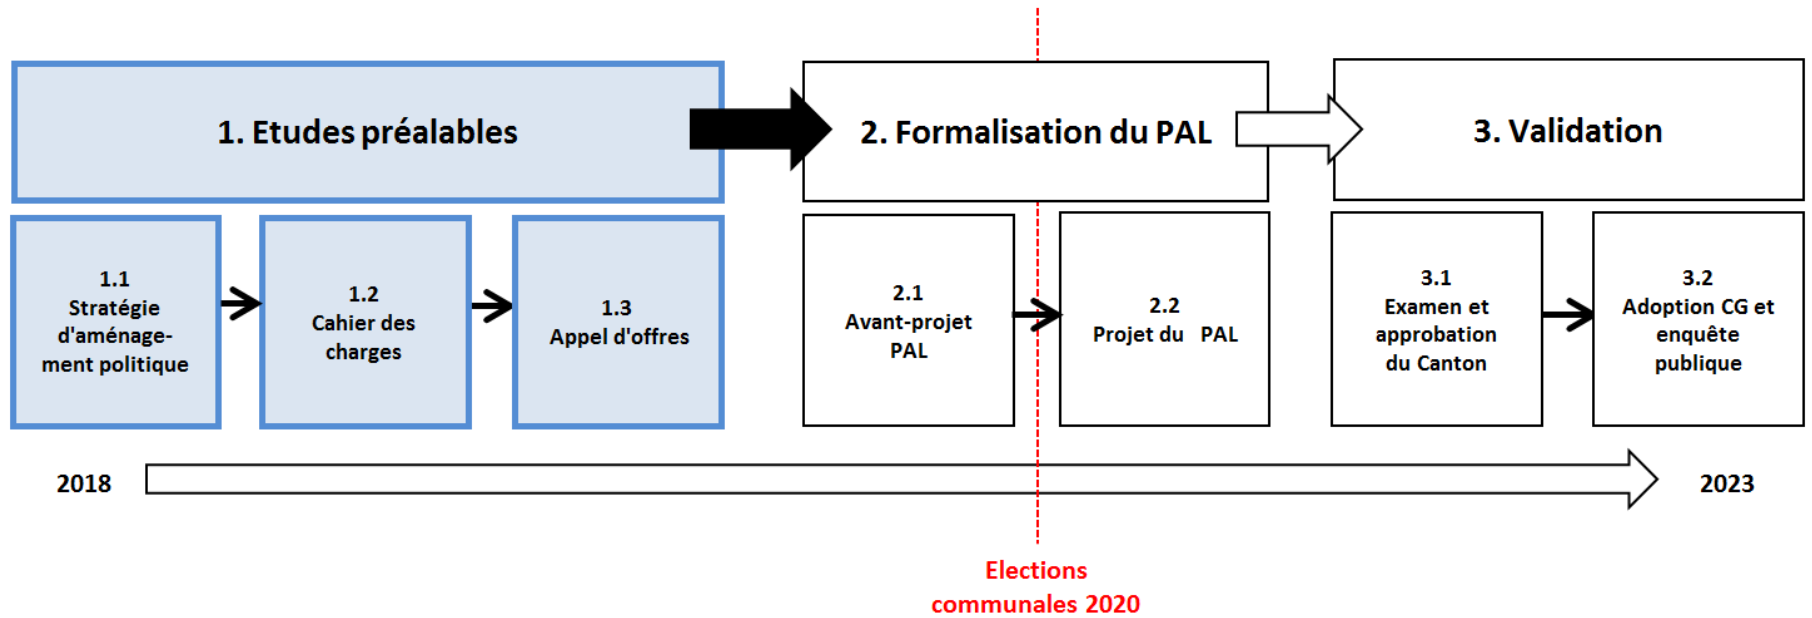 1. Etudes préalables
2. Formalisation du PAL
3. Validation
1.1
Stratégie
d'aménage-
ment politique
1.2
Cahier des
charges
1.3
Appel d'offres
2.1
Avant-projet
PAL
2.2
Projet du PAL
3.1
Examen et
approbation
du Canton
3.2
Adoption CG et
enquête
publique
2018
2023
Elections
communales 2020